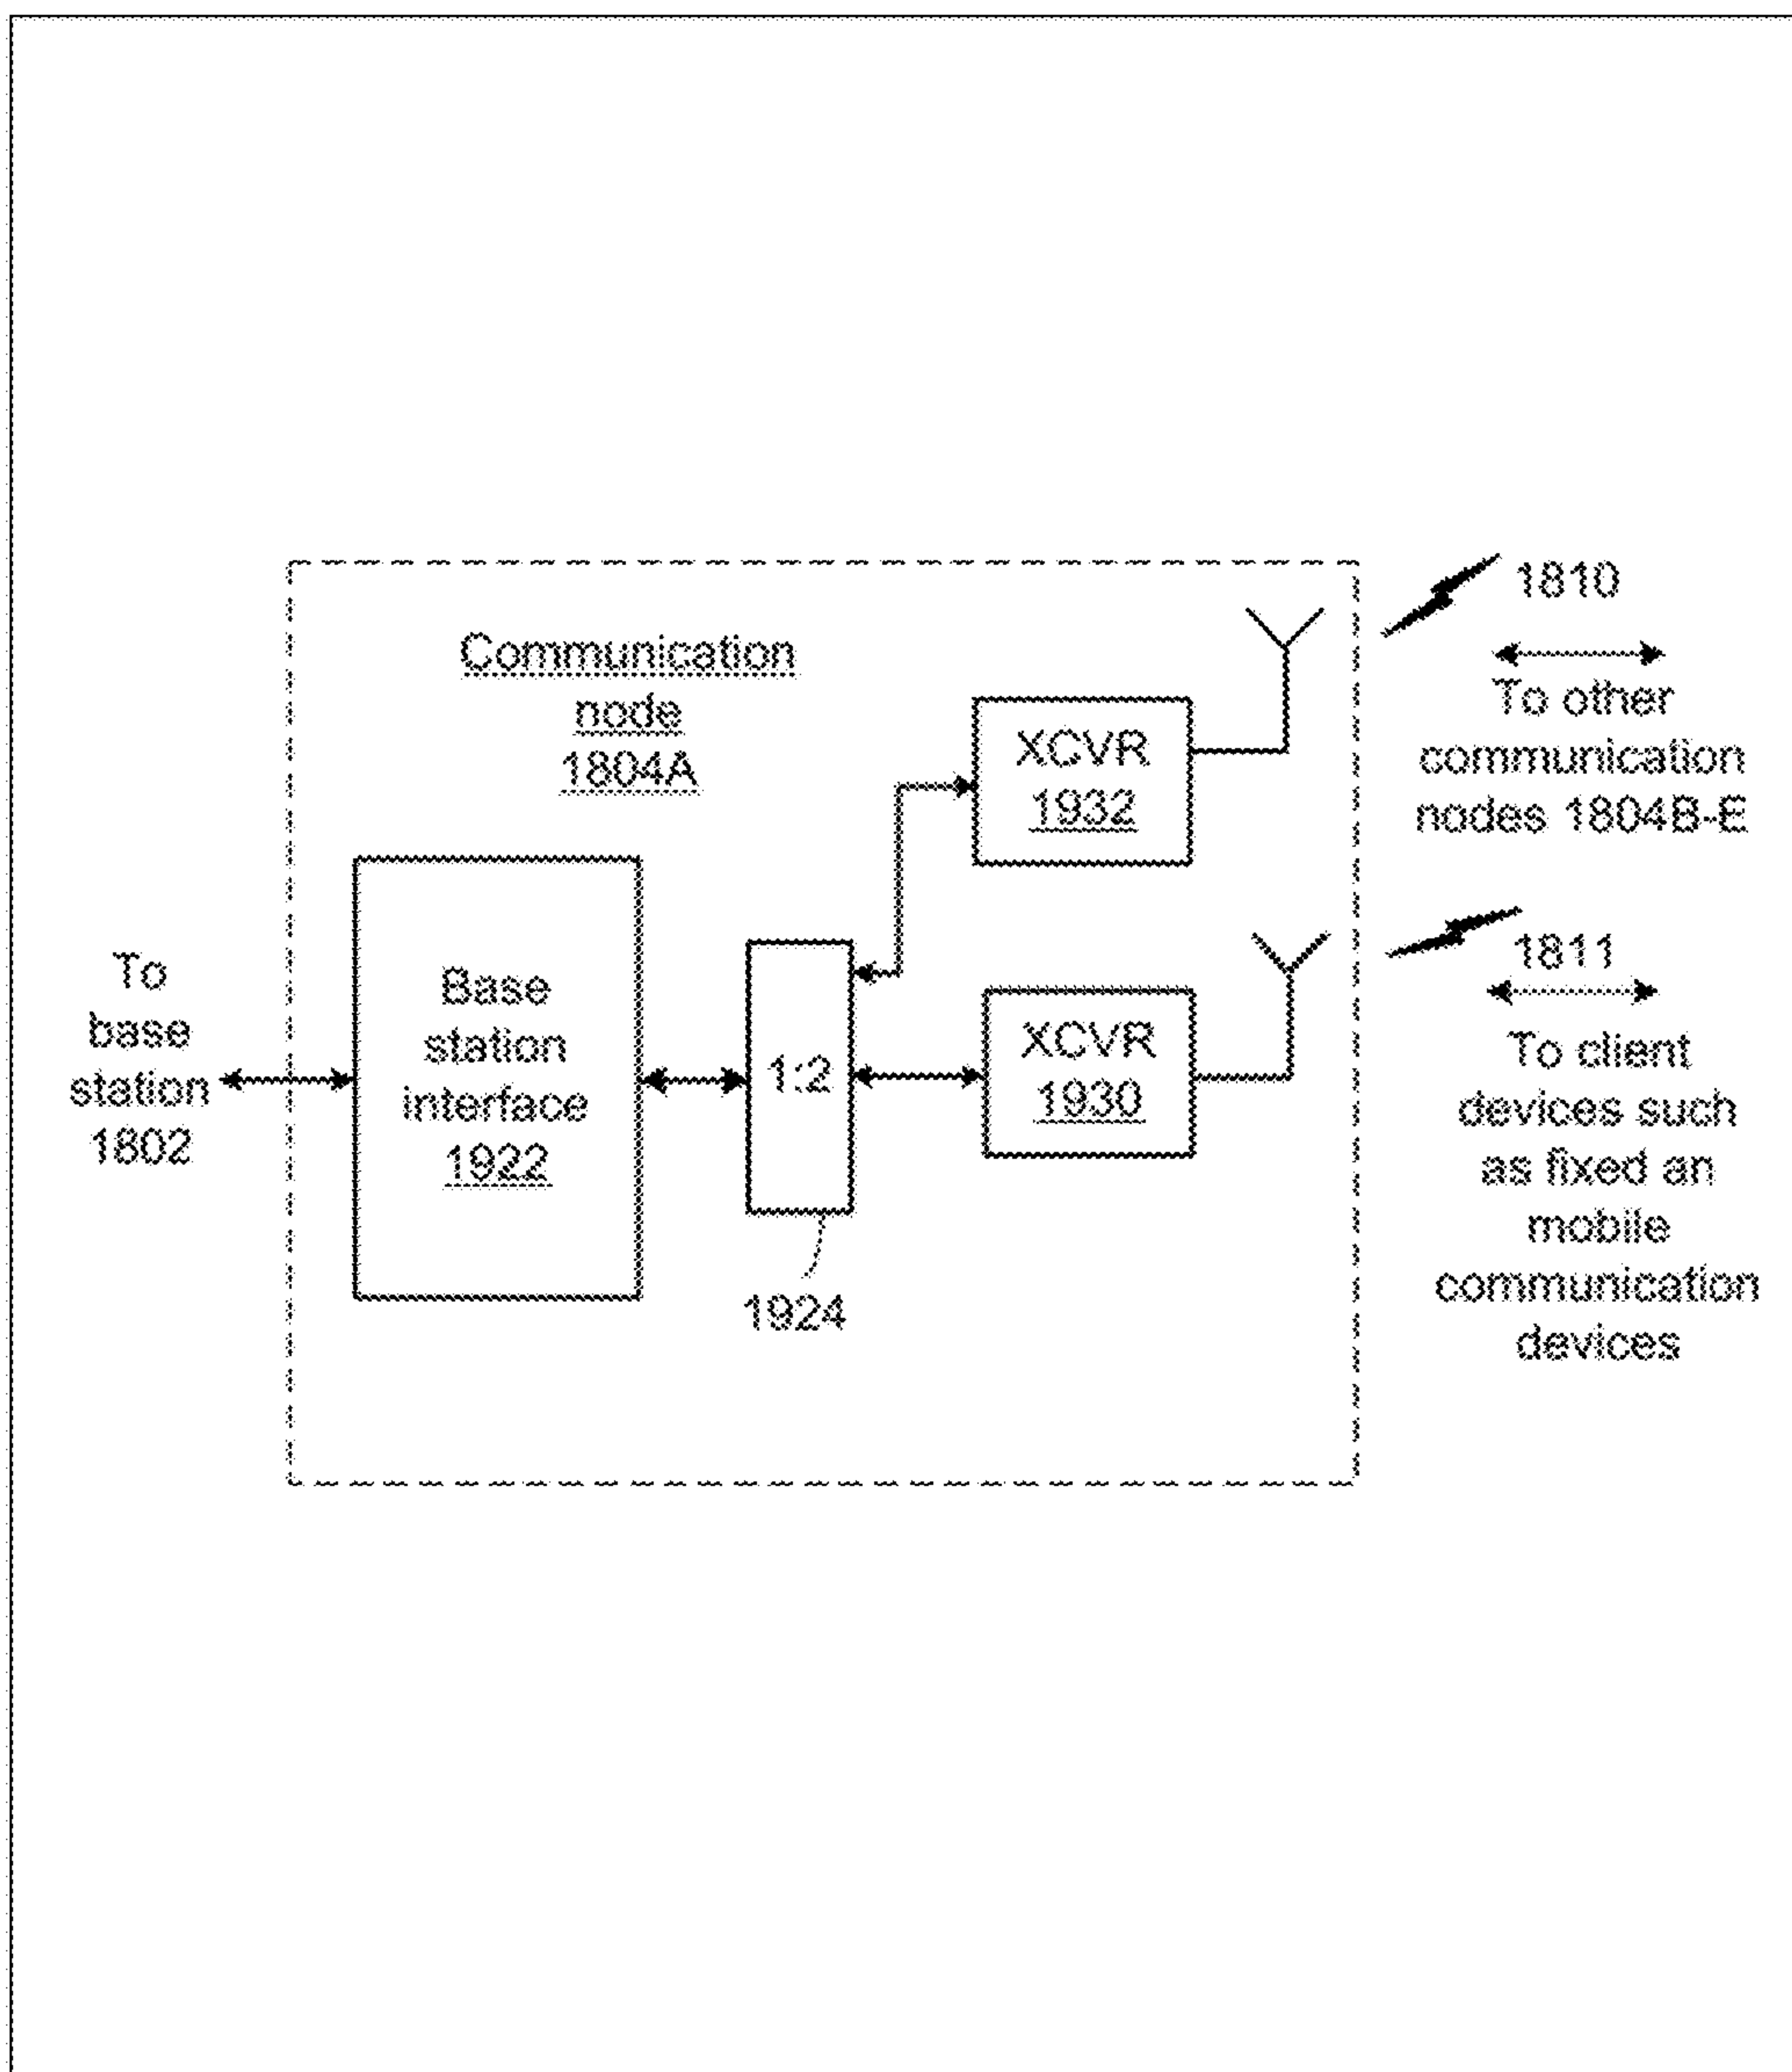 Communication
node
1804A
To
base
station
1802
Base
station
interface
1922
1:2
1924
XCVR
1932
XCVR
1930
1810
To other
communication
nodes 1804B-E
1811
To client
devices such
as fixed an
mobile
communication
devices